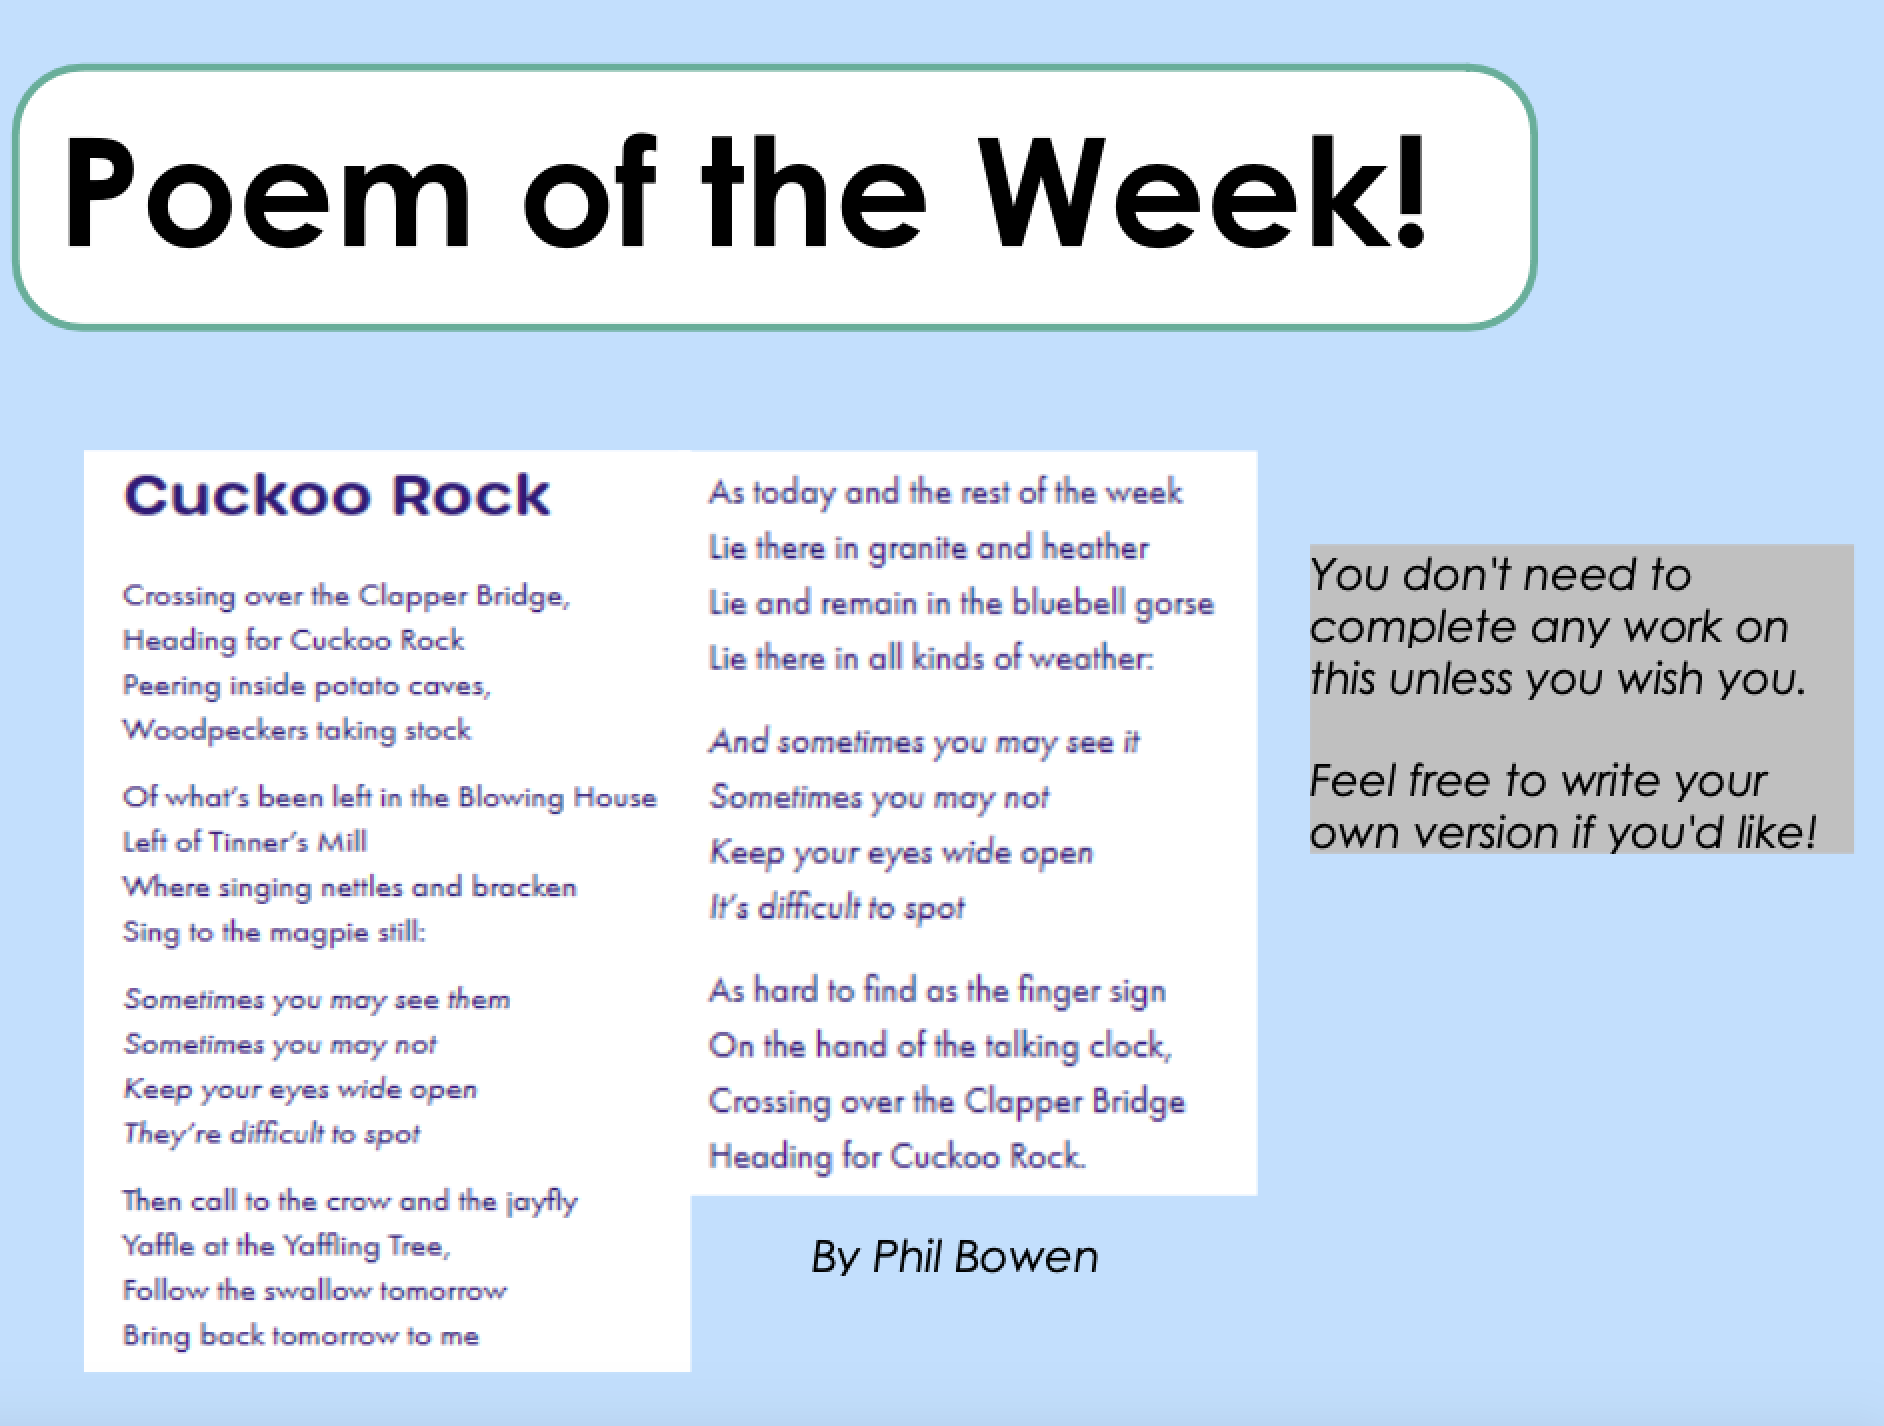 Poem of the Week!
Cuckoo Rock
Crossing over the Clapper Bridge,
Heading for Cuckoo Rock
Peering inside potato caves,
Woodpeckers taking stock
Of what's been left in the Blowing House
Left of Tinner's Mill
Where singing nettles and bracken
Sing to the magpie still:
Sometimes you may see them
Sometimes you may not
Keep your eyes wide open
They're difficult to spot
Then call to the crow and the jayfly
Yaffle at the Yaffling Tree,
Follow the swallow tomorrow
Bring back tomorrow to me
As today and the rest of the week
Lie there in granite and heather
Lie and remain in the bluebell gorse
Lie there in all kinds of weather:
And sometimes you may see it
Sometimes you may not
Keep your eyes wide open
It's difficult to spot
As hard to find as the finger sign
On the hand of the talking clock,
Crossing over the Clapper Bridge
Heading for Cuckoo Rock.
By Phil Bowen
You don't need to
complete any work on
this unless you wish you.
Feel free to write your
own version if you'd like!